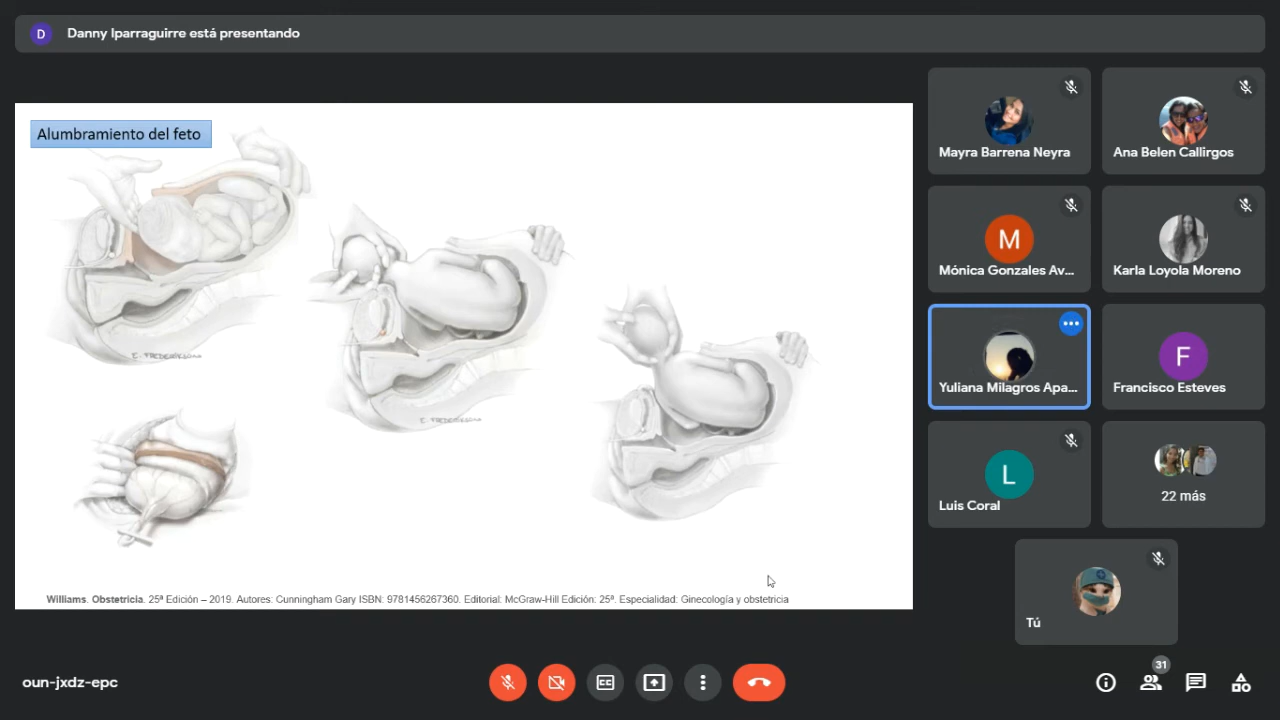 D Danny Iparraguirre está presentando
Alumbramiento del feto
Williams. Obstetricia. 25ª Edición – 2019. Autores: Cunningham Gary ISBN: 9781456267360. Editorial: McGraw-Hill Edición: 25ª. Especialidad: Ginecología y obstetricia
Mayra Barrena Neyra
Ana Belen Callirgos
M
Mónica Gonzales Av...
Karla Loyola Moreno
Yuliana Milagros Apa...
F
Francisco Esteves
L
Luis Coral
22 más
Tú
oun-jxdz-epc
CC
31